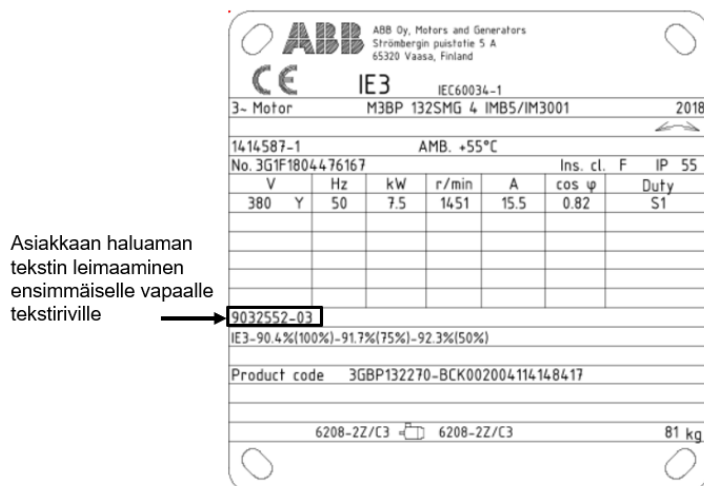 ABB
ABB Oy, Motors and Generators
Strömbergin puistotie 5 A
65320 Vaasa, Finland
CE IE3 IEC60034-1
3~ Motor M3BP 132SMG 4 IMB5/IM3001 2018
1414587-1 AMB. +55°C
No. 3G1F1804476167 Ins. cl. F IP 55
V Hz kW r/min A cos φ Duty
380 Y 50 7.5 1451 15.5 0.82 S1
Asiakkaan haluaman
tekstin leimaaminen
ensimmäiselle vapaalle
tekstiriville
9032552-03
IE3-90.4%(100%)-91.7%(75%)-92.3%(50%)
Product code 3GBP132270-BCK002004114148417
6208-2Z/C3 6208-2Z/C3 81 kg